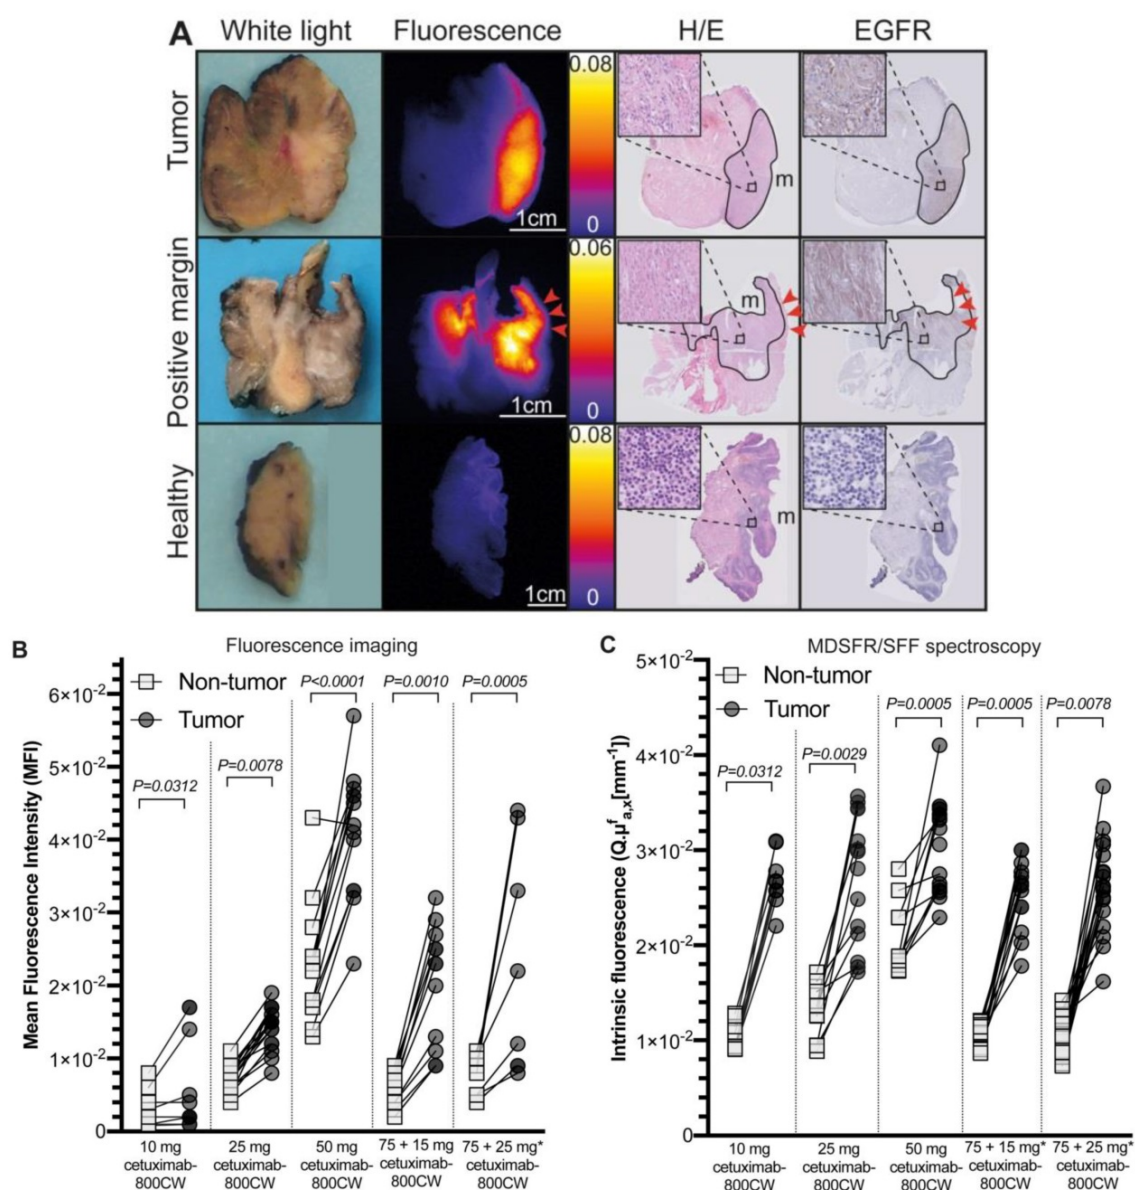 A
White light Fluorescence H/E EGFR
Tumor
0.08
0
1cm
m
Positive margin
0.06
0
1cm
m
Healthy
0.08
0
1cm
m
B
Fluorescence imaging
Mean Fluorescence Intensity (MFI)
Non-tumor
Tumor
P=0.0312
P=0.0078
P<0.0001
P=0.0010
P=0.0005
6×10-2
5×10-2
4×10-2
3×10-2
2×10-2
1×10-2
0
10 mg cetuximab-800CW
25 mg cetuximab-800CW
50 mg cetuximab-800CW
75 + 15 mg cetuximab-800CW
75 + 25 mg* cetuximab-800CW
C
MDSFR/SFF spectroscopy
Intrinsic fluorescence (Q.μfa,x[mm-1])
Non-tumor
Tumor
P=0.0312
P=0.0029
P=0.0005
P=0.0005
P=0.0078
5×10-2
4×10-2
3×10-2
2×10-2
1×10-2
0
10 mg cetuximab-800CW
25 mg cetuximab-800CW
50 mg cetuximab-800CW
75 + 15 mg* cetuximab-800CW
75 + 25 mg* cetuximab-800CW